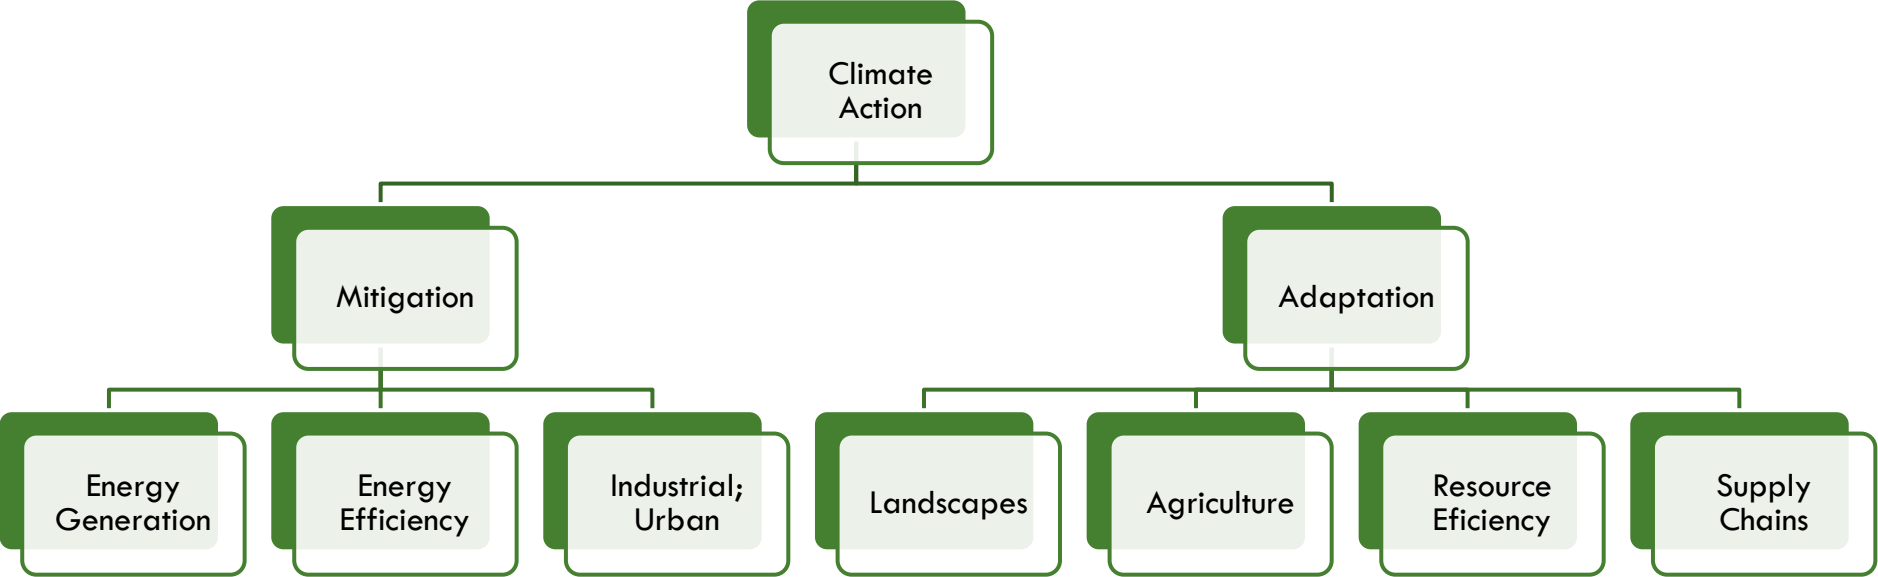 Climate
Action
Mitigation
Adaptation
Energy
Generation
Energy
Efficiency
Industrial;
Urban
Landscapes
Agriculture
Resource
Eficiency
Supply
Chains